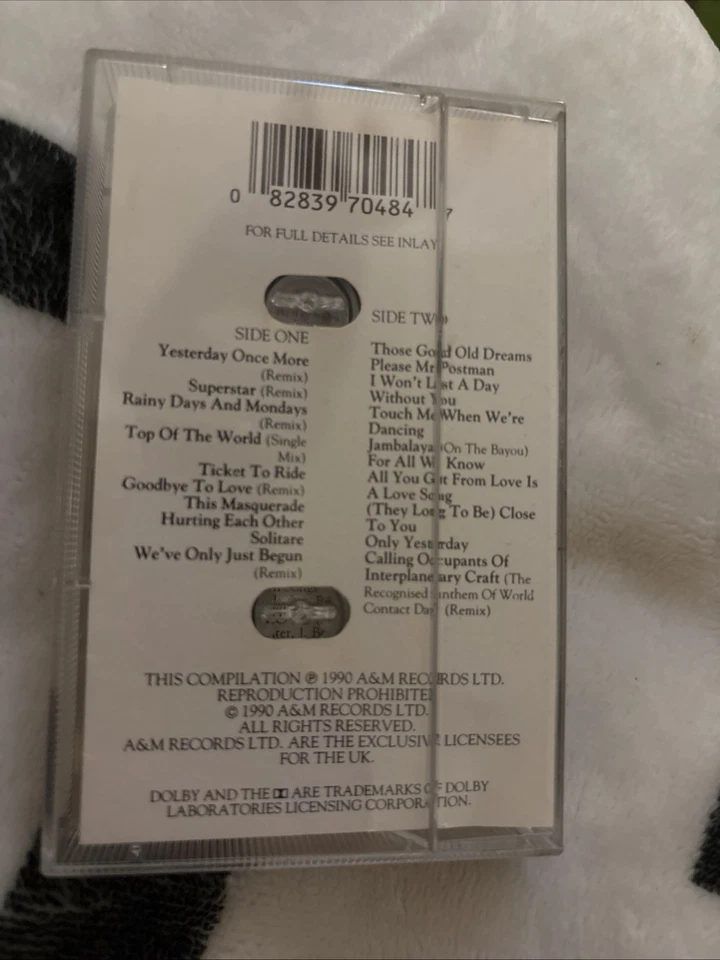 0 82839 70484 7
FOR FULL DETAILS SEE INLAY
SIDE ONE
Yesterday Once More
(Remix)
Superstar (Remix)
Rainy Days And Mondays
(Remix)
Top Of The World (Single
Mix)
Ticket To Ride
Goodbye To Love (Remix)
This Masquerade
Hurting Each Other
Solitare
We've Only Just Begun
(Remix)
SIDE TWO
Those Good Old Dreams
Please Mr Postman
I Won't Last A Day
Without You
Touch Me When We're
Dancing
Jambalaya (On The Bayou)
For All We Know
All You Get From Love Is
A Love Song
(They Long To Be) Close
To You
Only Yesterday
Calling Occupants Of
Interplanetary Craft (The
Recognised Anthem Of World
Contact Day) (Remix)
THIS COMPILATION ℗ 1990 A&M RECORDS LTD.
REPRODUCTION PROHIBITED
© 1990 A&M RECORDS LTD.
ALL RIGHTS RESERVED.
A&M RECORDS LTD. ARE THE EXCLUSIVE LICENSEES
FOR THE UK.
DOLBY AND THE ARE TRADEMARKS OF DOLBY
LABORATORIES LICENSING CORPORATION.